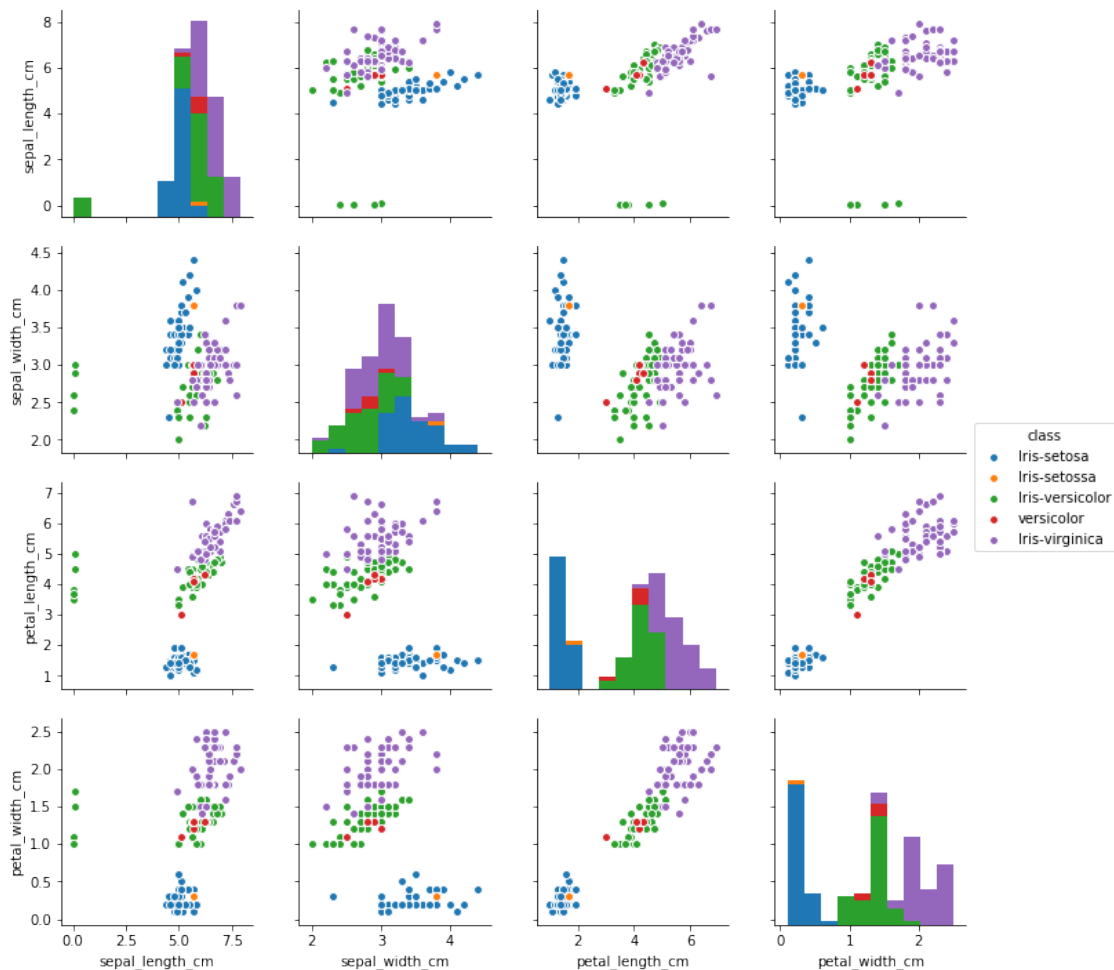 8
6
4
2
0
sepal_length_cm
4.5
4.0
3.5
3.0
2.5
2.0
sepal_width_cm
class
Iris-setosa
Iris-setossa
Iris-versicolor
versicolor
Iris-virginica
7
6
5
4
3
2
1
petal_length_cm
2.5
2.0
1.5
1.0
0.5
0.0
petal_width_cm
0.0 2.5 5.0 7.5
sepal_length_cm
2 3 4
sepal_width_cm
2 4 6
petal_length_cm
0 1 2
petal_width_cm